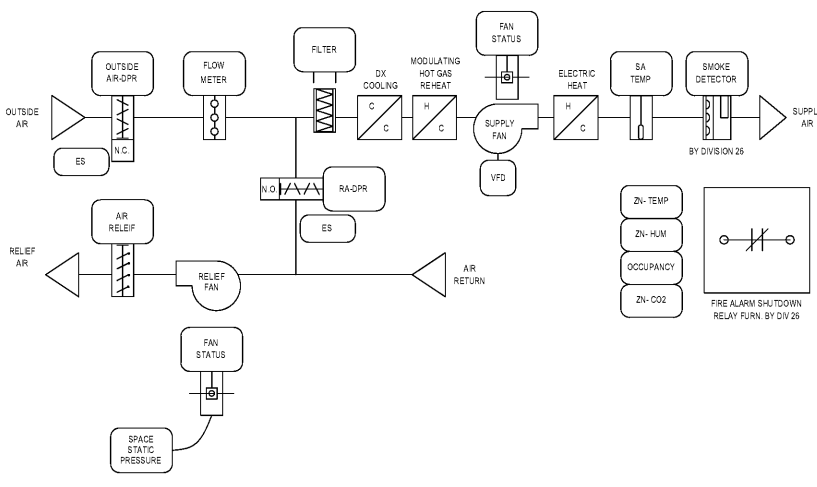 OUTSIDE
AIR-DPR
FLOW
METER
FILTER
DX
COOLING
MODULATING
HOT GAS
REHEAT
FAN
STATUS
ELECTRIC
HEAT
SA
TEMP
SMOKE
DETECTOR
OUTSIDE
AIR
N.C.
ES
C
C
H
C
SUPPLY
FAN
VFD
H
C
SUPPL
AIR
BY DIVISION 26
N.O.
RA-DPR
ES
AIR
RELEIF
RELIEF
AIR
RELIEF
FAN
AIR
RETURN
ZN- TEMP
ZN- HUM
OCCUPANCY
ZN- CO2
FIRE ALARM SHUTDOWN
RELAY FURN. BY DIV 26
FAN
STATUS
SPACE
STATIC
PRESSURE